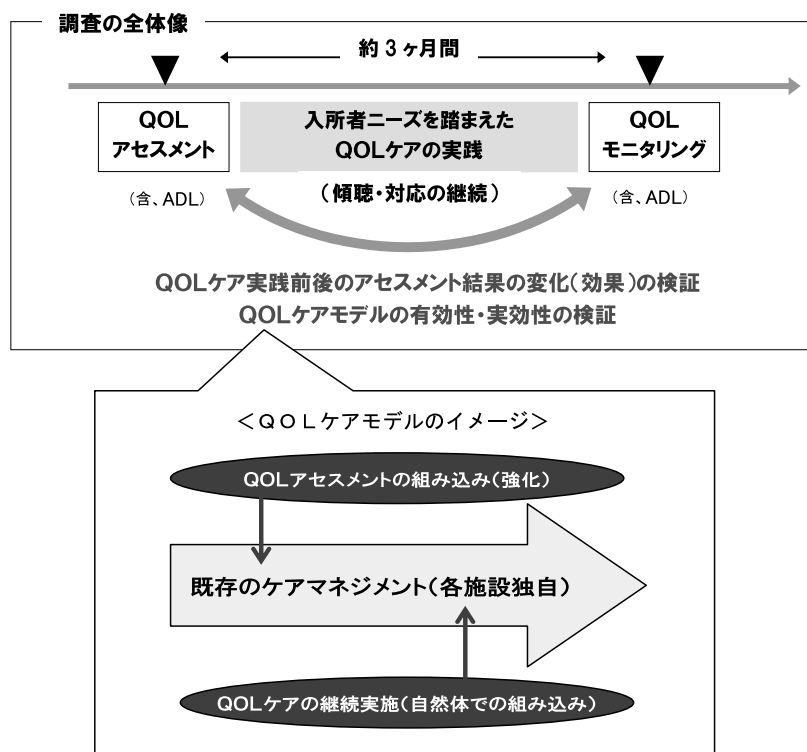 調査の全体像
約3ヶ月間
QOL
アセスメント
(含、ADL)
入所者ニーズを踏まえた
QOLケアの実践
(傾聴・対応の継続)
QOL
モニタリング
(含、ADL)
QOLケア実践前後のアセスメント結果の変化(効果)の検証
QOLケアモデルの有効性・実効性の検証
<QOLケアモデルのイメージ>
QOLアセスメントの組み込み(強化)
既存のケアマネジメント(各施設独自)
QOLケアの継続実施(自然体での組み込み)